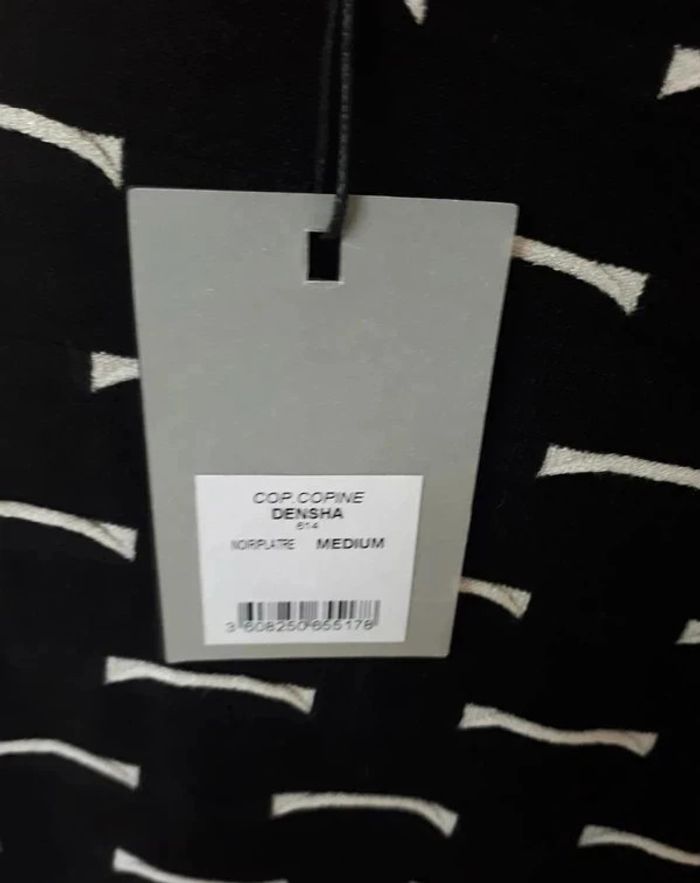 COP.COPINE
DENSHA
614
NOIR/PLATRE MEDIUM
3 608250 655178